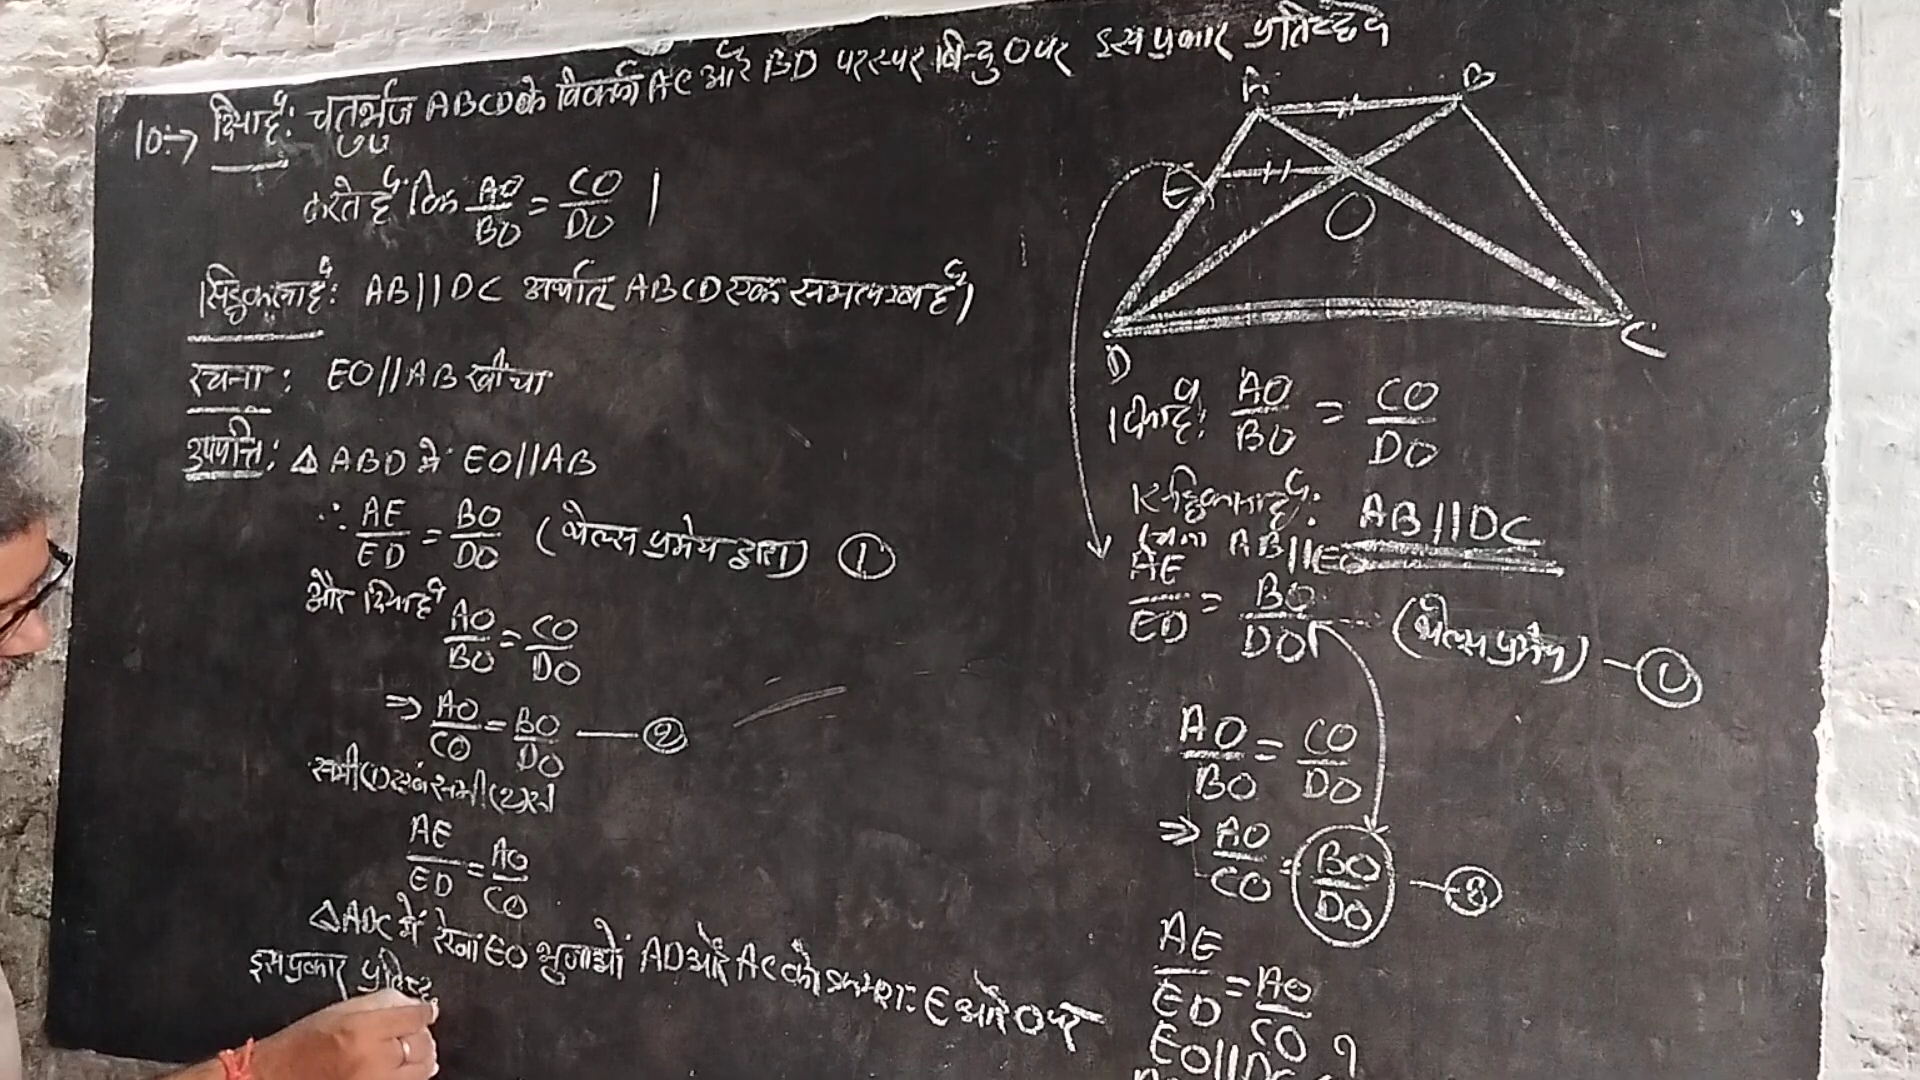 10:→ दिया है: चतुर्भुज ABCD के विकर्ण AC और BD परस्पर बिन्दु O पर इस प्रकार प्रतिच्छेद
करते हैं कि AO/BO = CO/DO |
सिद्ध करना है: AB||DC अर्थात् ABCD एक समलम्ब है।
रचना: EO//AB खींचा
उपपत्ति: △ ABD में EO//AB
∴ AE/ED = BO/DO (थेल्स प्रमेय द्वारा) ①
और दिया है
AO/BO = CO/DO
⇒ AO/CO = BO/DO — ②
समी① एवं समी② से
AE/ED = AO/CO
△ADC में रेखा EO भुजाओं AD और AC को क्रमशः E और O पर
इस प्रकार
A B
E
O
D C
दिया है: AO/BO = CO/DO
सिद्ध करना है: AB||DC
रचना AB||EO
AE/ED = BO/DO --- (थेल्स प्रमेय) — ①
AO/BO = CO/DO
⇒ AO/CO = BO/DO — ②
AE/ED = AO/CO
EO||DC